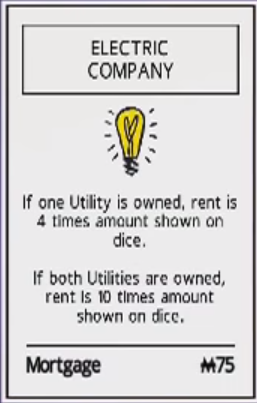 ELECTRIC
COMPANY
If one Utility is owned, rent is
4 times amount shown on
dice.
If both Utilities are owned,
rent is 10 times amount
shown on dice.
Mortgage ₩75